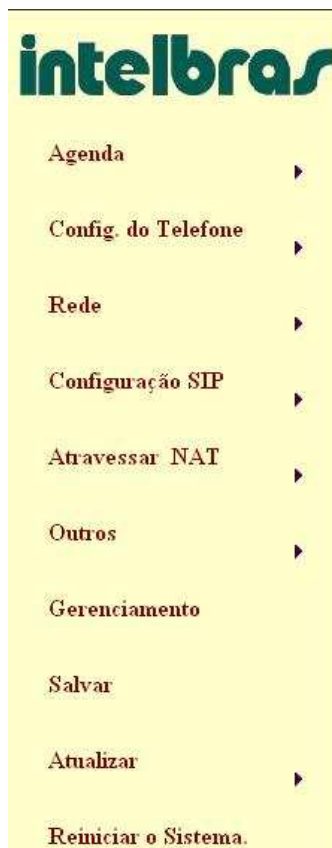 intelbras
Agenda
Config. do Telefone
Rede
Configuração SIP
Atravessar NAT
Outros
Gerenciamento
Salvar
Atualizar
Reiniciar o Sistema.